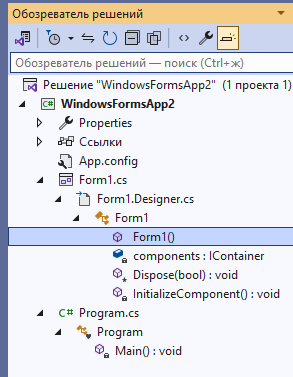 Обозреватель решений
Обозреватель решений — поиск (Ctrl+ж)
Решение "WindowsFormsApp2" (1 проекта 1)
C# WindowsFormsApp2
Properties
Ссылки
App.config
Form1.cs
Form1.Designer.cs
Form1
Form1()
components : IContainer
Dispose(bool) : void
InitializeComponent() : void
C# Program.cs
Program
Main() : void